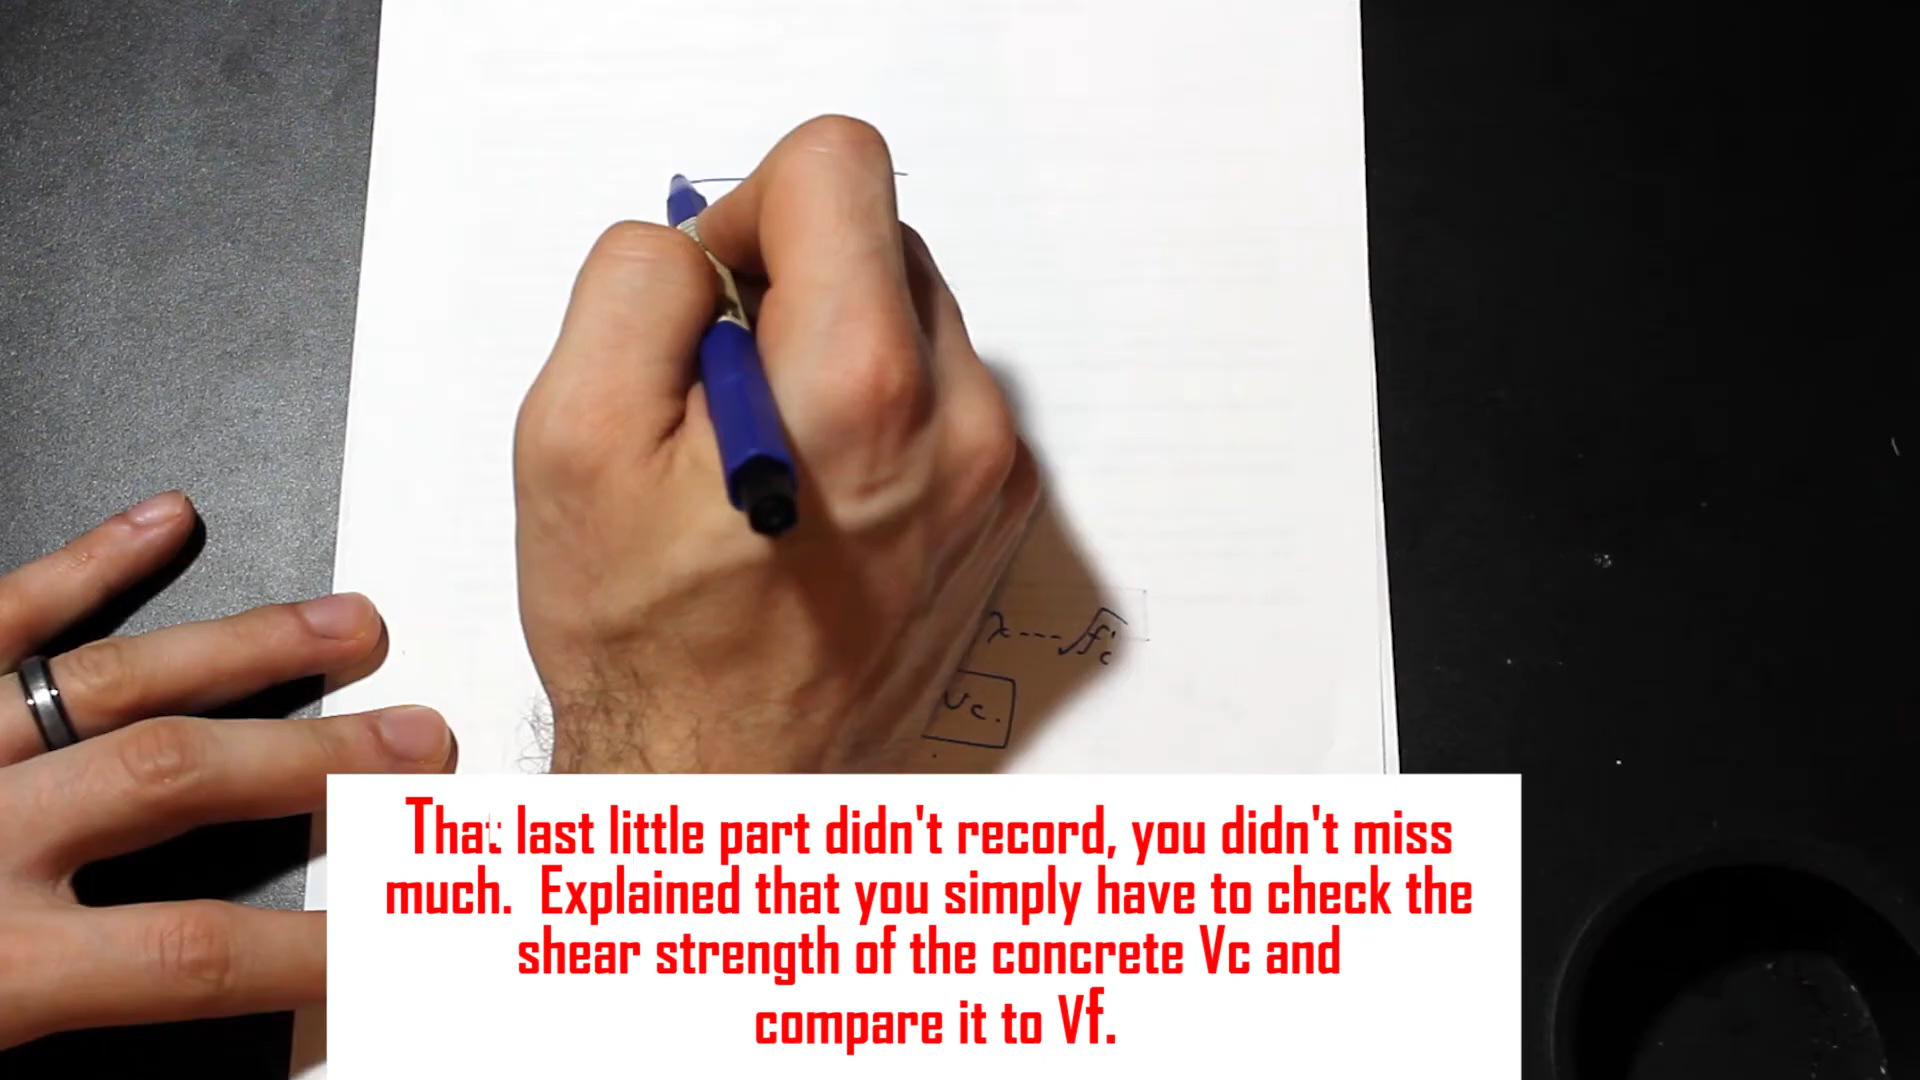 λ---√f'c
Vc.
That last little part didn't record, you didn't miss
much. Explained that you simply have to check the
shear strength of the concrete Vc and
compare it to Vf.